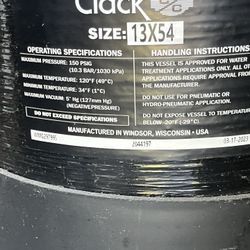 Clack
SIZE: 13X54
OPERATING SPECIFICATIONS
MAXIMUM PRESSURE: 150 PSIG
(10.3 BAR/1030 kPa)
MAXIMUM TEMPERATURE: 120°F (49°C)
MINIMUM TEMPERATURE: 34°F (1°C)
MAXIMUM VACUUM: 5" Hg (127mm Hg)
(NEGATIVE PRESSURE)
DO NOT EXCEED SPECIFICATIONS
HANDLING INSTRUCTIONS
THIS VESSEL IS APPROVED FOR WATER
TREATMENT APPLICATIONS ONLY. ALL OTHER
APPLICATIONS REQUIRE APPROVAL FROM
THE MANUFACTURER.
DO NOT USE FOR PNEUMATIC OR
HYDRO-PNEUMATIC APPLICATION.
DO NOT EXPOSE VESSEL TO TEMPERATURES
BELOW -20°F (-29°C)
MANUFACTURED IN WINDSOR, WISCONSIN • USA
2044197
03-17-2023